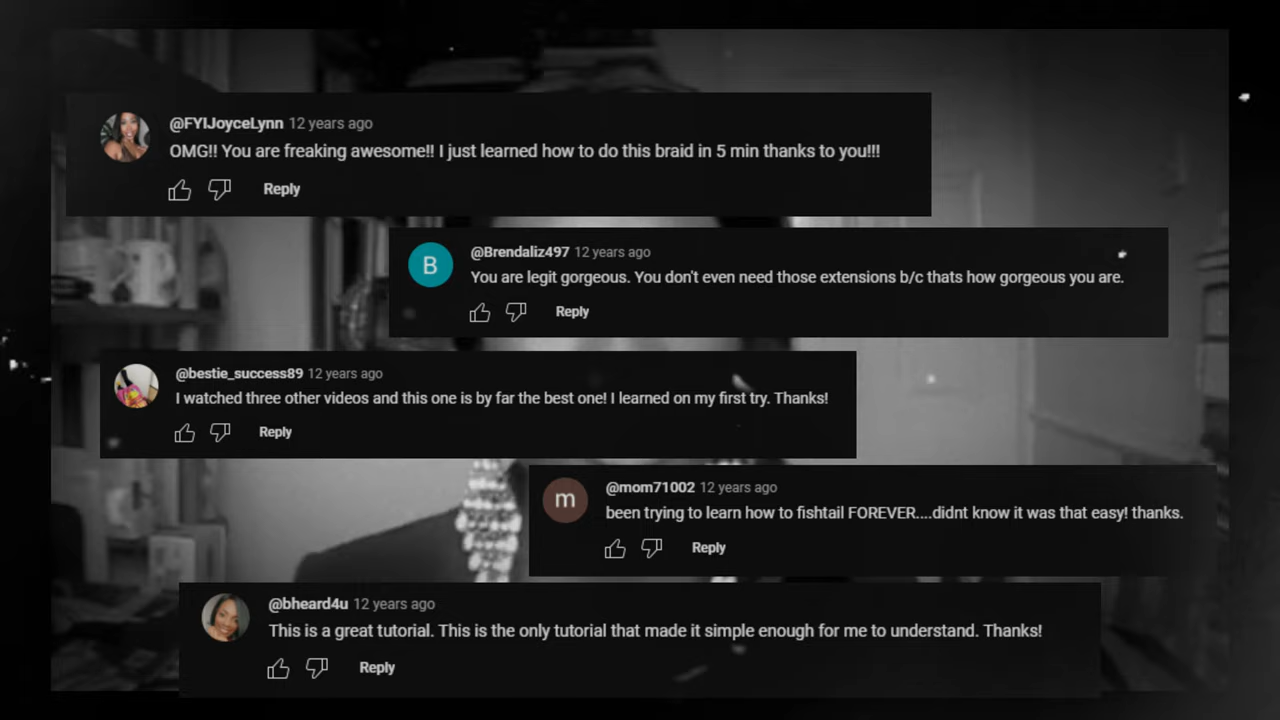 @FYIJoyceLynn 12 years ago
OMG!! You are freaking awesome!! I just learned how to do this braid in 5 min thanks to you!!!
Reply
B
@Brendaliz497 12 years ago
You are legit gorgeous. You don't even need those extensions b/c thats how gorgeous you are.
Reply
@bestie_success89 12 years ago
I watched three other videos and this one is by far the best one! I learned on my first try. Thanks!
Reply
m
@mom71002 12 years ago
been trying to learn how to fishtail FOREVER....didnt know it was that easy! thanks.
Reply
@bheard4u 12 years ago
This is a great tutorial. This is the only tutorial that made it simple enough for me to understand. Thanks!
Reply